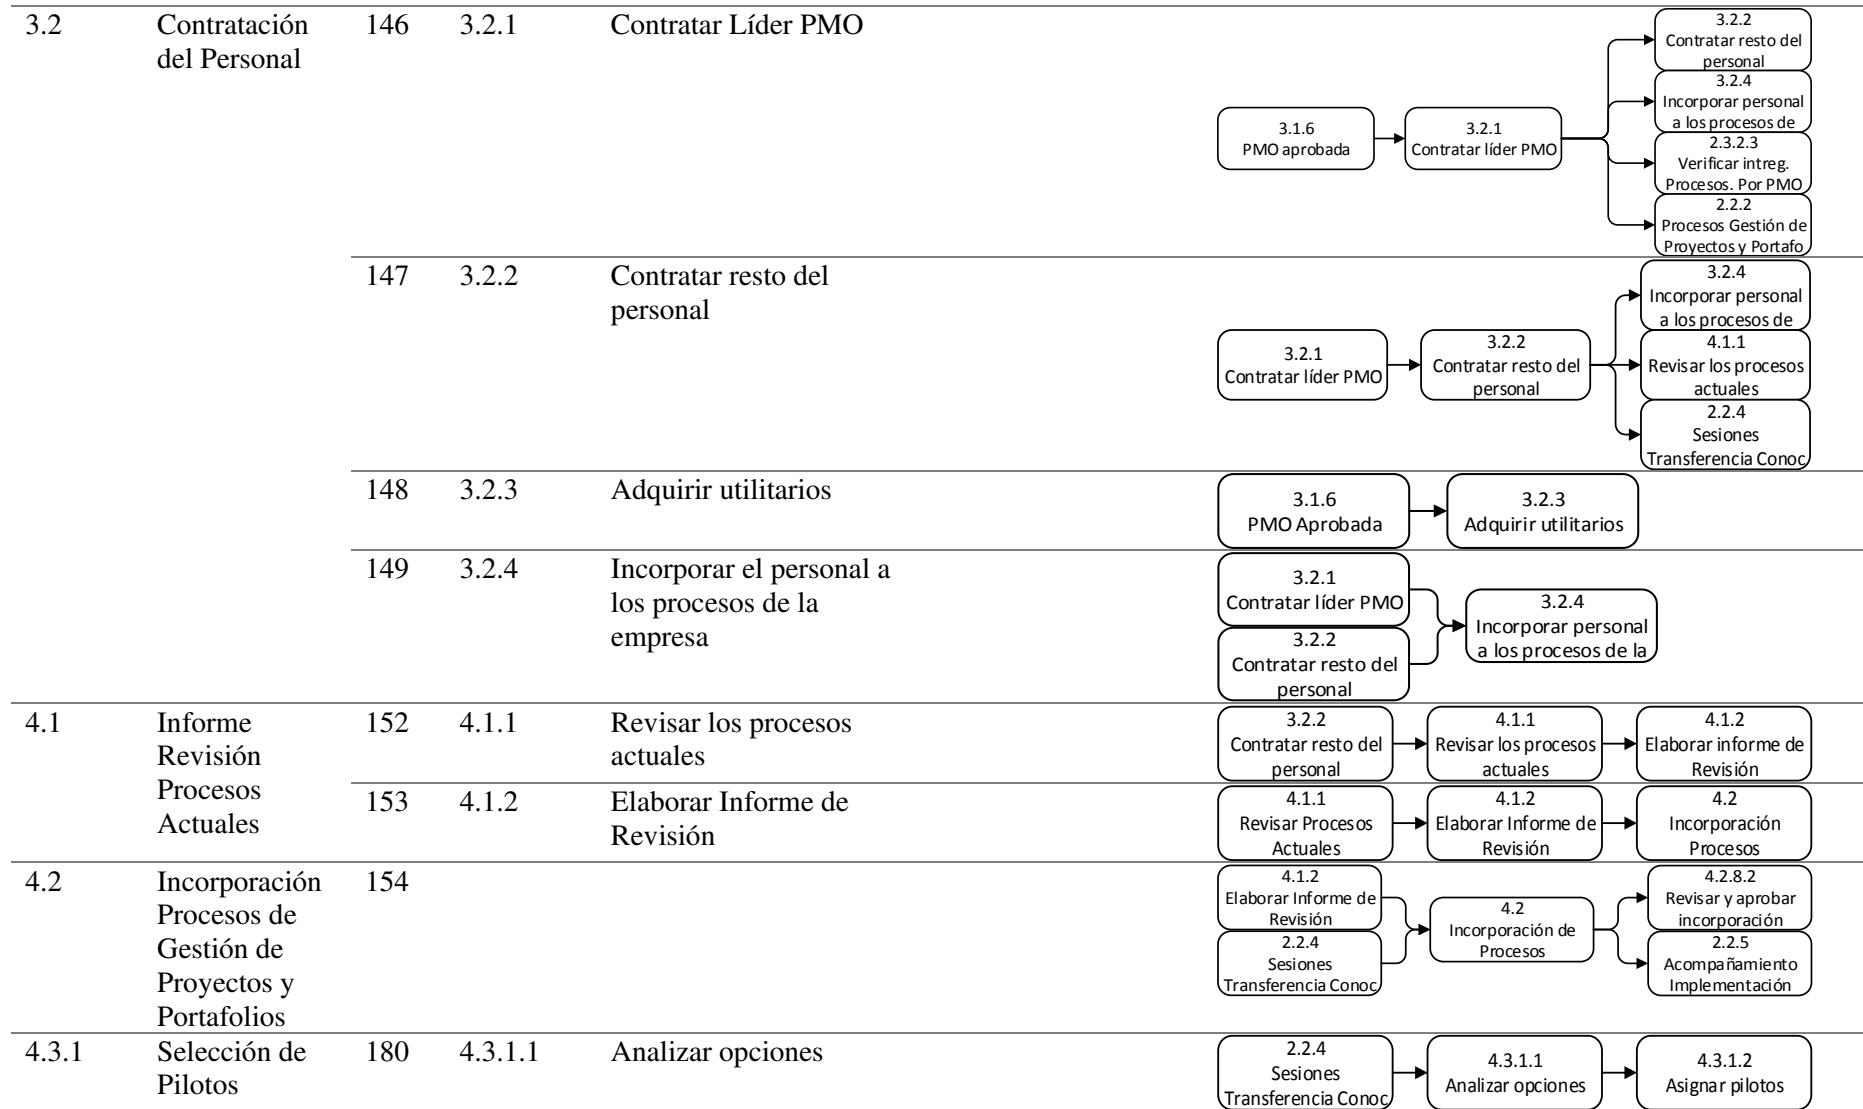 3.2 Contratación 146 3.2.1 Contratar Líder PMO
del Personal
3.1.6
PMO aprobada
3.2.1
Contratar líder PMO
3.2.2
Contratar resto del
personal
3.2.4
Incorporar personal
a los procesos de
2.3.2.3
Verificar intreg.
Procesos. Por PMO
2.2.2
Procesos Gestión de
Proyectos y Portafo
147 3.2.2 Contratar resto del
personal
3.2.1
Contratar líder PMO
3.2.2
Contratar resto del
personal
3.2.4
Incorporar personal
a los procesos de
4.1.1
Revisar los procesos
actuales
2.2.4
Sesiones
Transferencia Conoc
148 3.2.3 Adquirir utilitarios
3.1.6
PMO Aprobada
3.2.3
Adquirir utilitarios
149 3.2.4 Incorporar el personal a
los procesos de la
empresa
3.2.1
Contratar líder PMO
3.2.2
Contratar resto del
personal
3.2.4
Incorporar personal
a los procesos de la
4.1 Informe 152 4.1.1 Revisar los procesos
Revisión actuales
Procesos
Actuales
3.2.2
Contratar resto del
personal
4.1.1
Revisar los procesos
actuales
4.1.2
Elaborar informe de
Revisión
153 4.1.2 Elaborar Informe de
Revisión
4.1.1
Revisar Procesos
Actuales
4.1.2
Elaborar Informe de
Revisión
4.2
Incorporación
Procesos
4.2 Incorporación 154
Procesos de
Gestión de
Proyectos y
Portafolios
4.1.2
Elaborar Informe de
Revisión
2.2.4
Sesiones
Transferencia Conoc
4.2
Incorporación de
Procesos
4.2.8.2
Revisar y aprobar
incorporación
2.2.5
Acompañamiento
Implementación
4.3.1 Selección de 180 4.3.1.1 Analizar opciones
Pilotos
2.2.4
Sesiones
Transferencia Conoc
4.3.1.1
Analizar opciones
4.3.1.2
Asignar pilotos